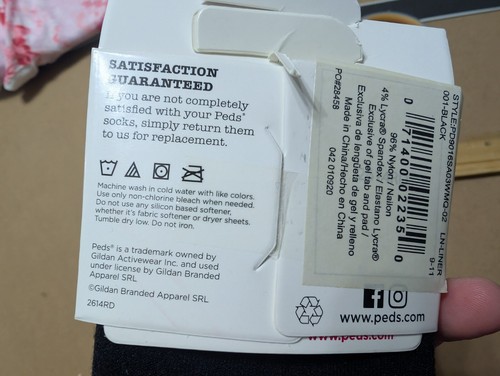 SATISFACTION
GUARANTEED
If you are not completely
satisfied with your Peds®
socks, simply return them
to us for replacement.
Machine wash in cold water with like colors.
Use only non-chlorine bleach when needed.
Do not use any silicon based softener,
whether it's fabric softener or dryer sheets.
Tumble dry low. Do not iron.
Peds® is a trademark owned by
Gildan Activewear Inc. and used
under license by Gildan Branded
Apparel SRL
©Gildan Branded Apparel SRL
2614RD
STYLE:PD9016SA03WMG-02
LN-LINER
001-BLACK
9-11
0 71400 02235 0
96% Nylon / Nailon
4% Lycra® Spandex / Elastano Lycra®
Exclusive of gel tab and pad /
Exclusiva de lengüeta de gel y relleno
Made in China/Hecho en China
PO#28458
042 010920
www.peds.com
www.peds.com